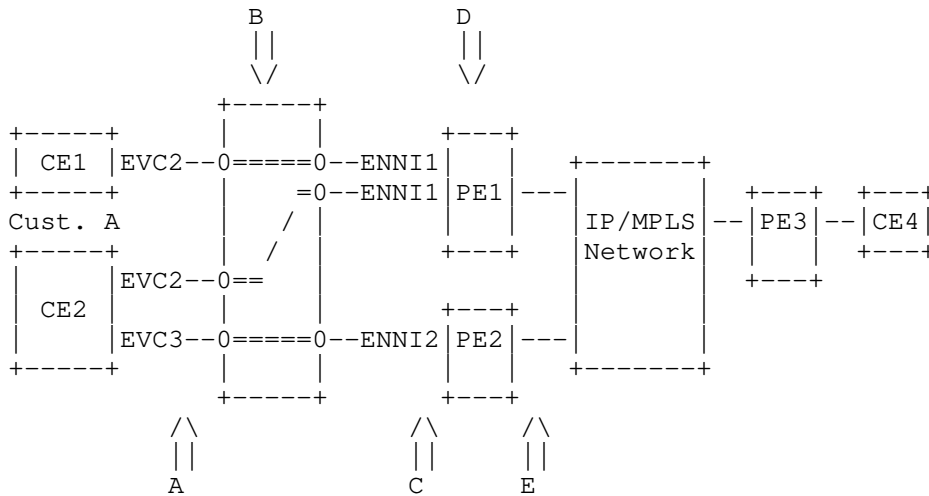 B D
CE1 EVC2 ENNI1
ENNI1 PE1
Cust. A IP/MPLS PE3 CE4
Network
EVC2
CE2
EVC3 ENNI2 PE2
A C E